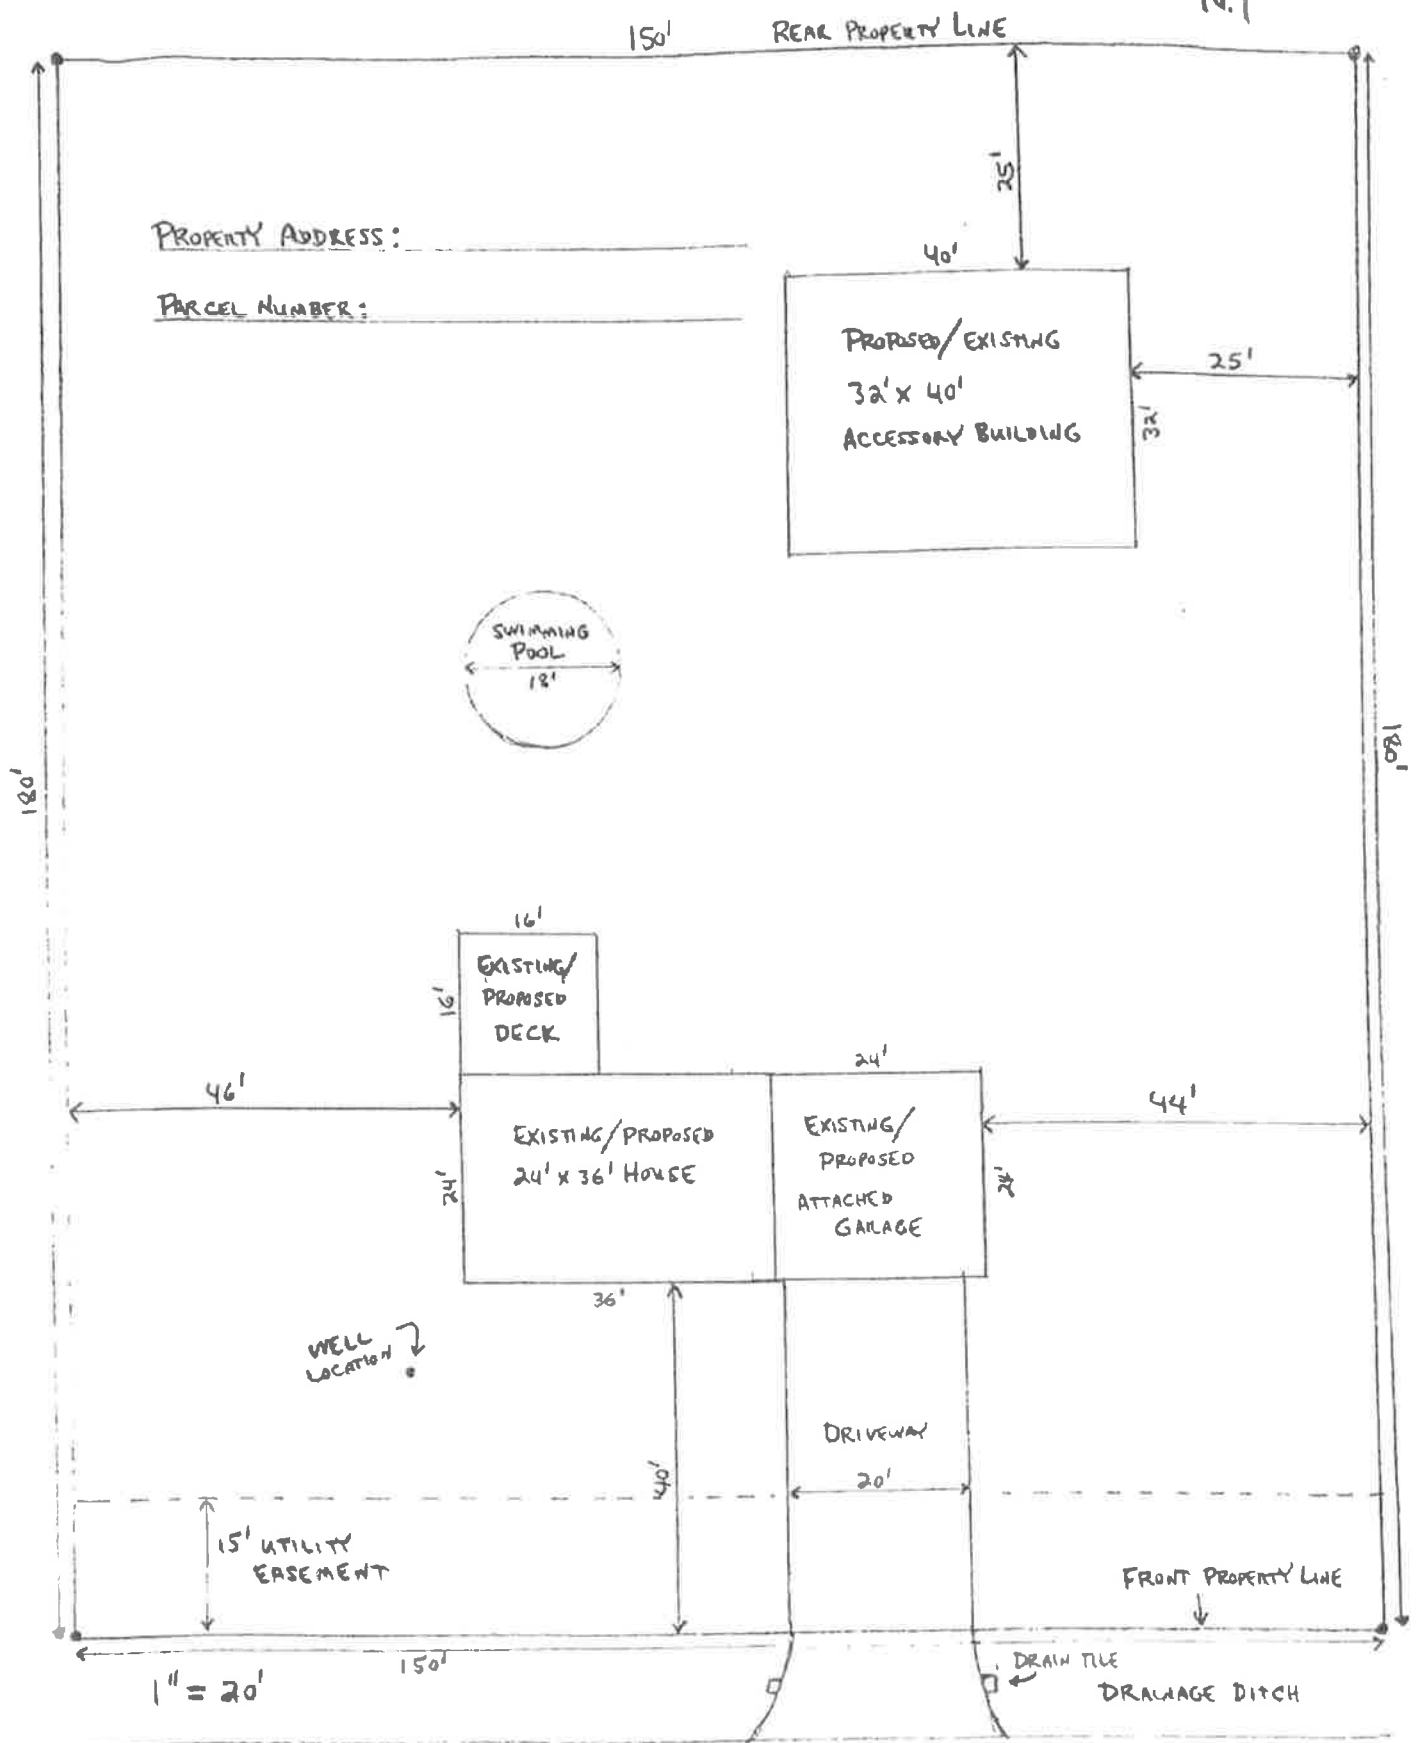 150' REAR PROPERTY LINE
25'
PROPERTY ADDRESS:
40'
PARCEL NUMBER:
PROPOSED/EXISTING
32' x 40'
ACCESSORY BUILDING
25'
32'
SWIMMING
POOL
18'
180'
180'
16'
16'
EXISTING/
PROPOSED
DECK
24'
46'
44'
EXISTING/PROPOSED
24' x 36' HOUSE
24'
EXISTING/
PROPOSED
ATTACHED
GARAGE
24'
36'
WELL
LOCATION
DRIVEWAY
20'
40'
15' UTILITY
EASEMENT
FRONT PROPERTY LINE
150'
1" = 20'
DRAIN TILE
DRAINAGE DITCH